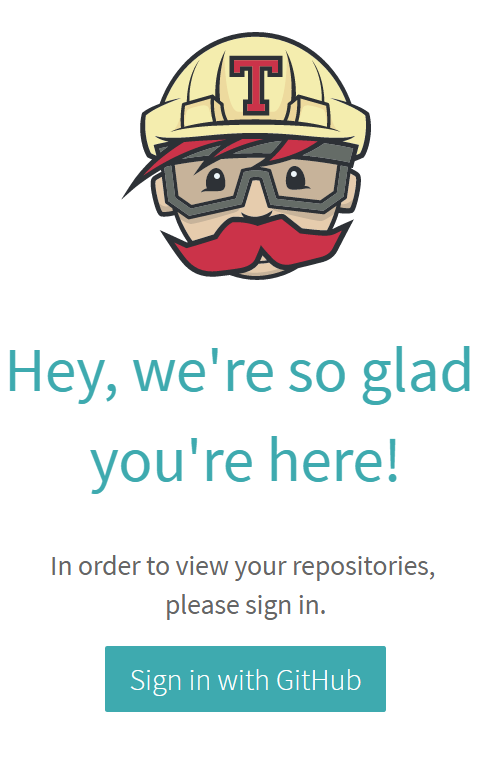 T
Hey, we're so glad
you're here!
In order to view your repositories,
please sign in.
Sign in with GitHub